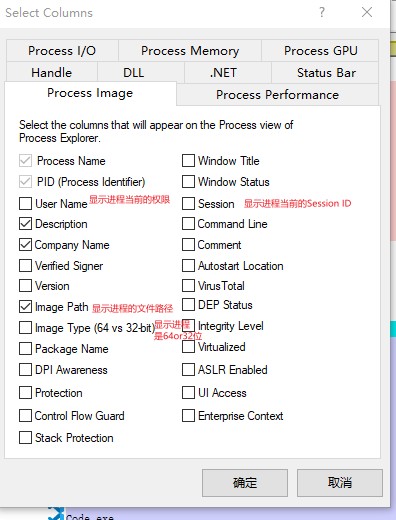 Select Columns ? ×
Process I/O Process Memory Process GPU
Handle DLL .NET Status Bar
Process Image Process Performance
Select the columns that will appear on the Process view of
Process Explorer.
Process Name Window Title
PID (Process Identifier) Window Status
User Name 显示进程当前的权限 Session 显示进程当前的Session ID
Description Command Line
Company Name Comment
Verified Signer Autostart Location
Version VirusTotal
Image Path 显示进程的文件路径 DEP Status
Image Type (64 vs 32-bit) 显示进程 Integrity Level
是64or32位
Package Name Virtualized
DPI Awareness ASLR Enabled
Protection UI Access
Control Flow Guard Enterprise Context
Stack Protection
确定 取消
Code.exe